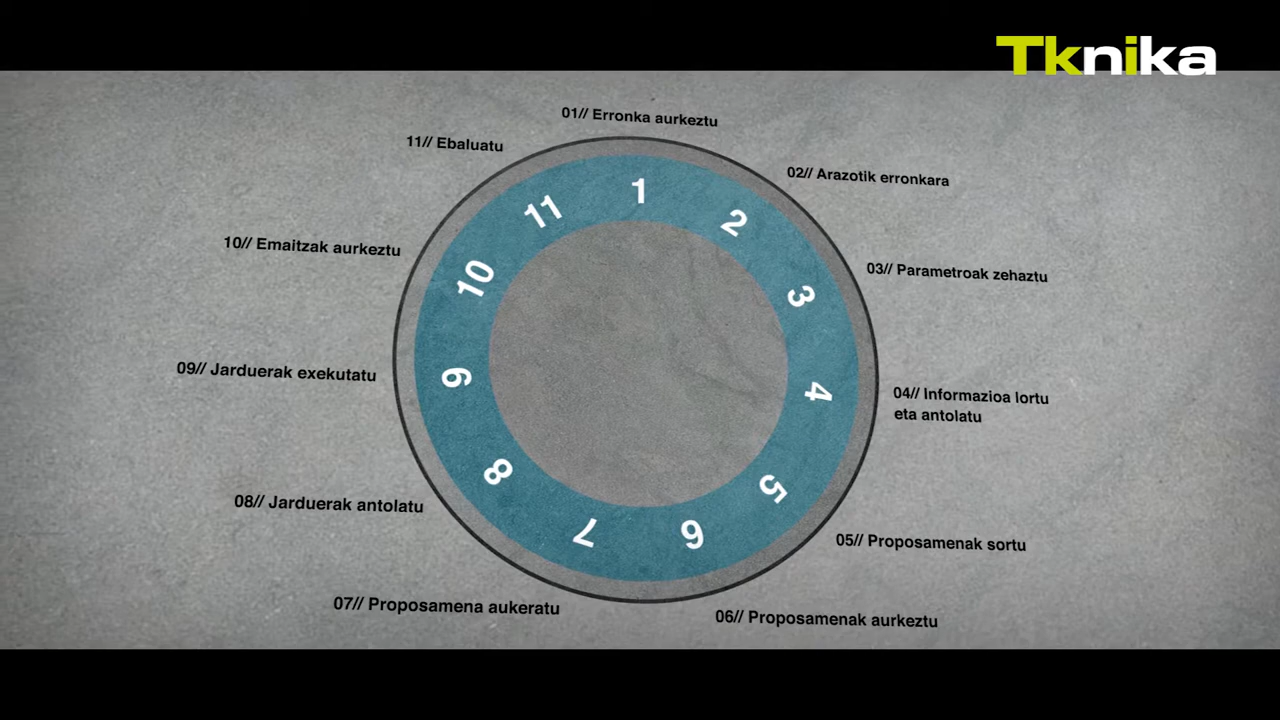 Tknika
01// Erronka aurkeztu
02// Arazotik erronkara
03// Parametroak zehaztu
04// Informazioa lortu
eta antolatu
05// Proposamenak sortu
06// Proposamenak aurkeztu
07// Proposamena aukeratu
08// Jarduerak antolatu
09// Jarduerak exekutatu
10// Emaitzak aurkeztu
11// Ebaluatu
1
2
3
4
5
6
7
8
9
10
11